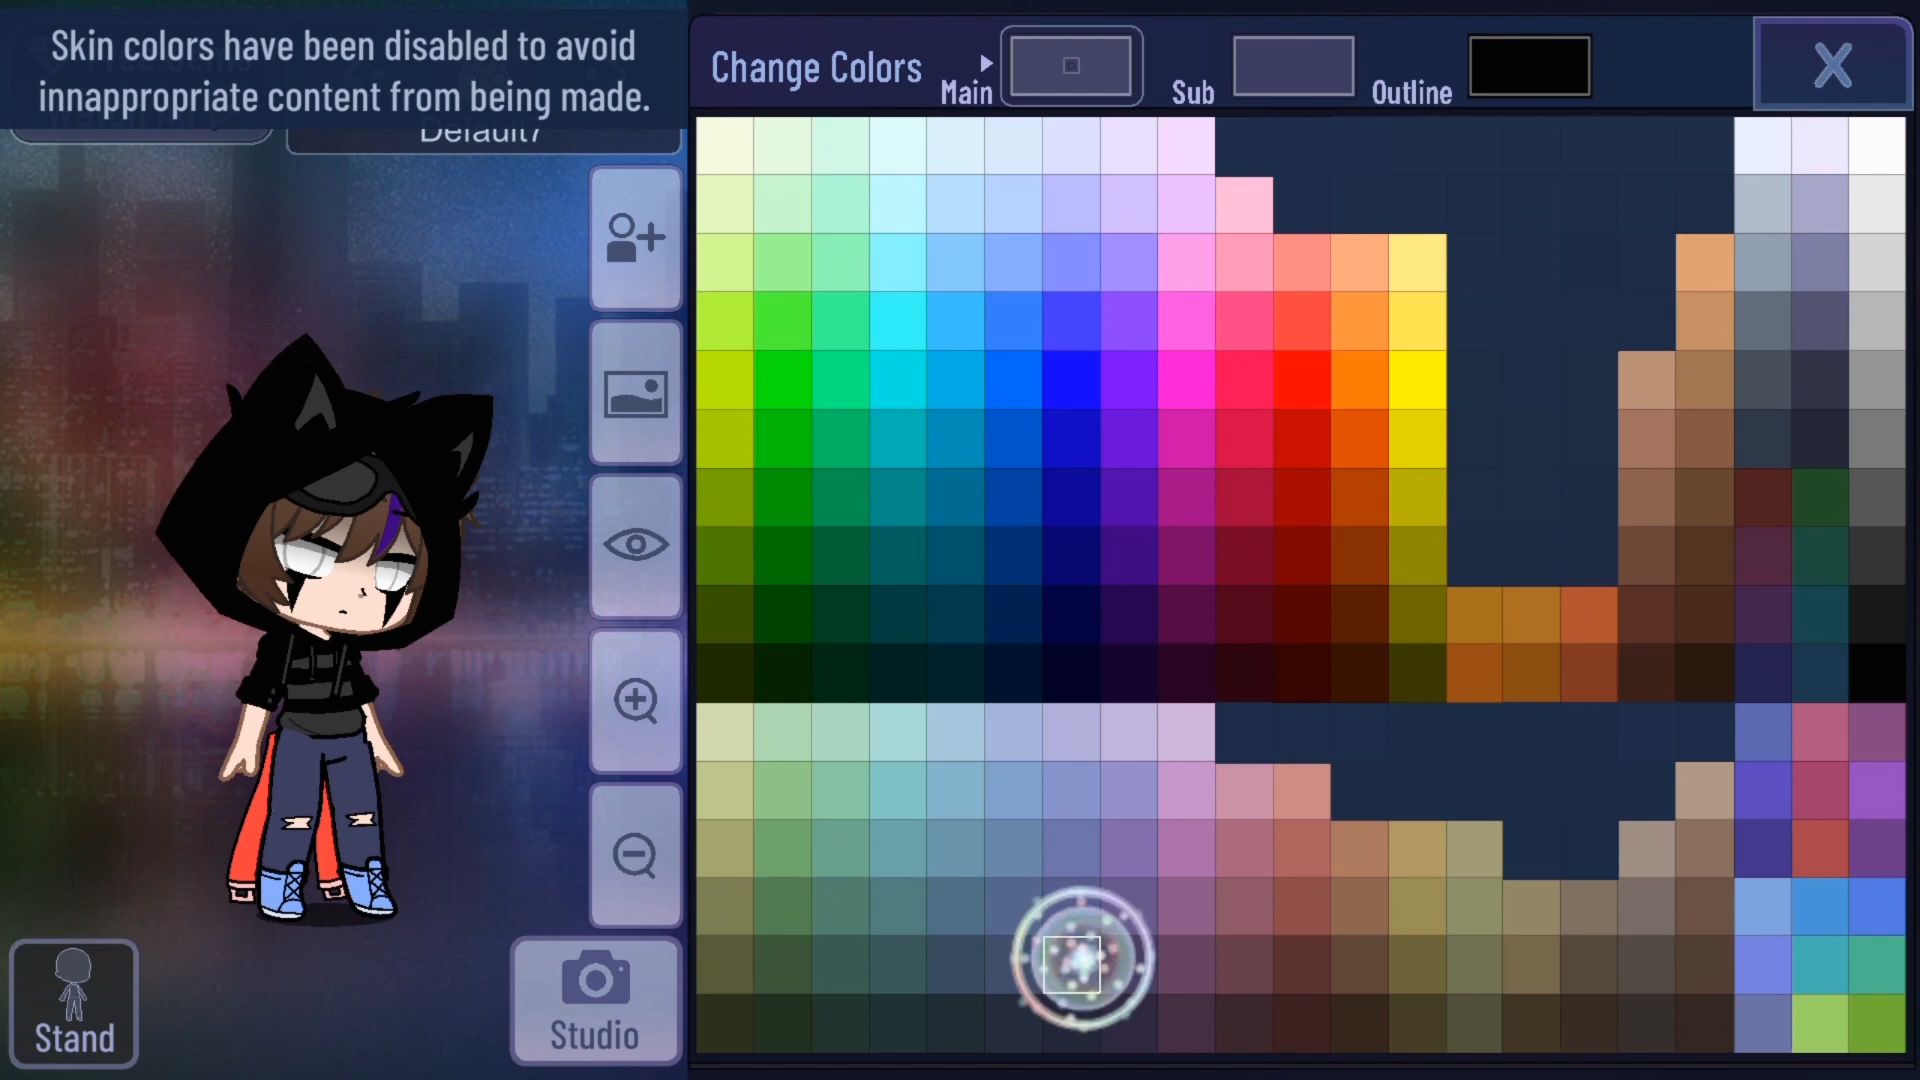 Skin colors have been disabled to avoid
innappropriate content from being made.
Default7
Change Colors
Main
Sub
Outline
X
Stand
Studio